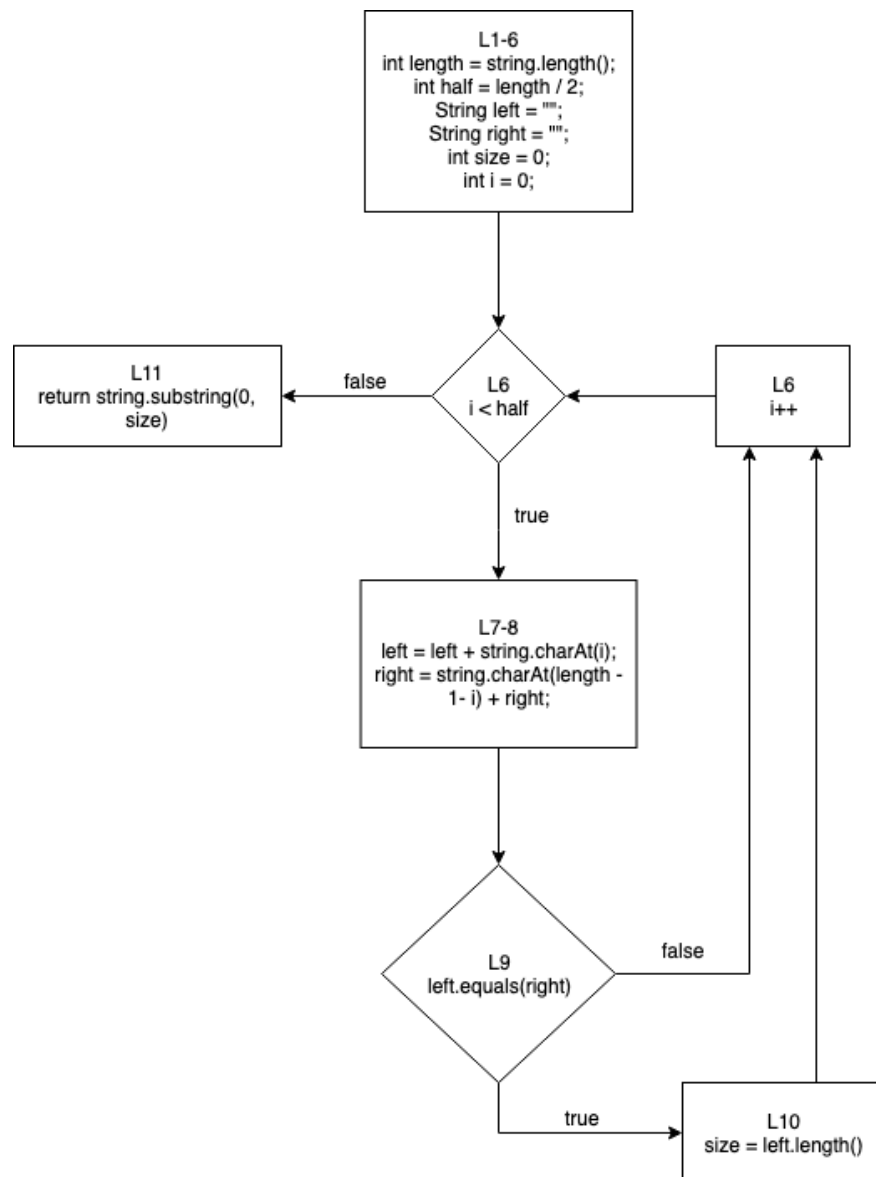 L1-6
int length = string.length();
int half = length / 2;
String left = "";
String right = "";
int size = 0;
int i = 0;
L11
return string.substring(0,
size)
false
L6
i < half
L6
i++
true
L7-8
left = left + string.charAt(i);
right = string.charAt(length -
1- i) + right;
L9
left.equals(right)
false
true
L10
size = left.length()